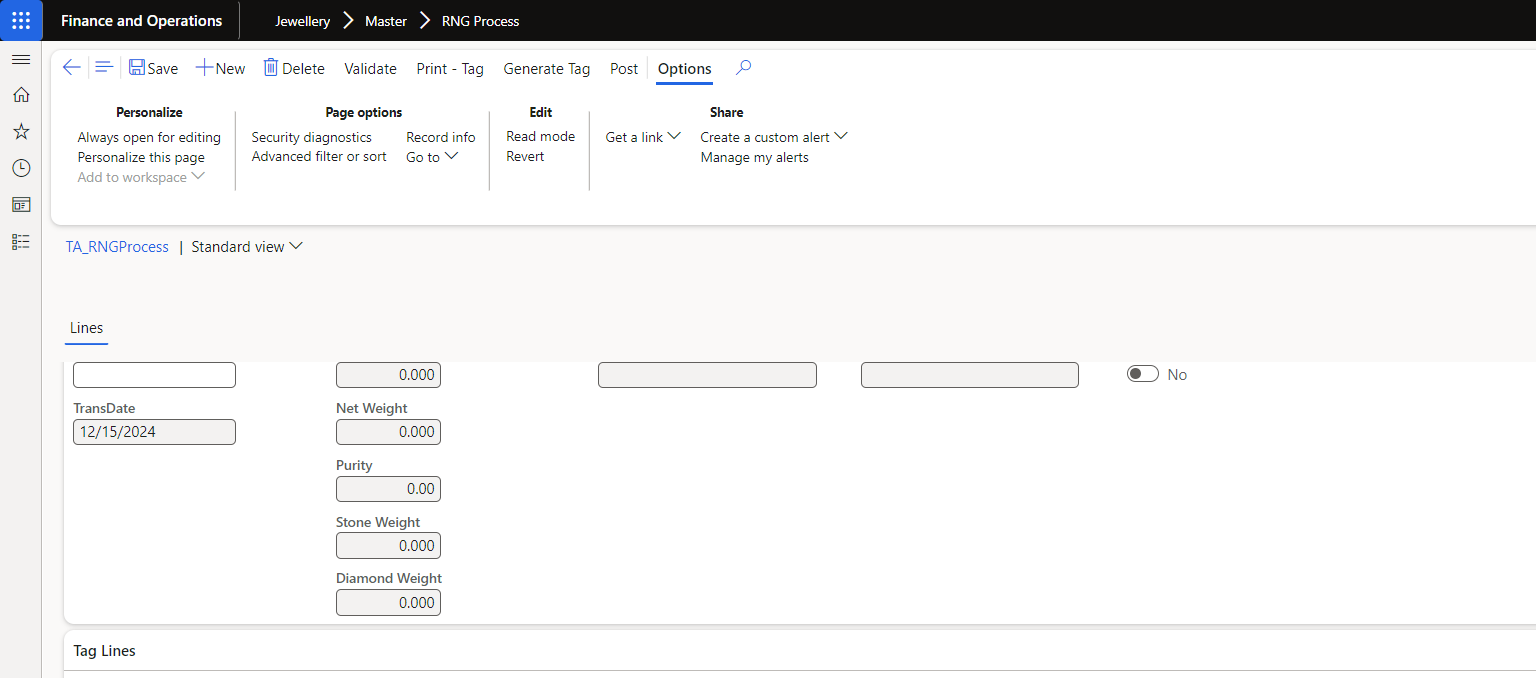 Finance and Operations
Jewellery > Master > RNG Process
Save New Delete Validate Print - Tag Generate Tag Post Options
Personalize
Always open for editing
Personalize this page
Add to workspace
Page options
Security diagnostics
Advanced filter or sort
Record info
Go to
Edit
Read mode
Revert
Share
Get a link
Create a custom alert
Manage my alerts
TA_RNGProcess | Standard view
Lines
0.000
No
TransDate
12/15/2024
Net Weight
0.000
Purity
0.00
Stone Weight
0.000
Diamond Weight
0.000
Tag Lines